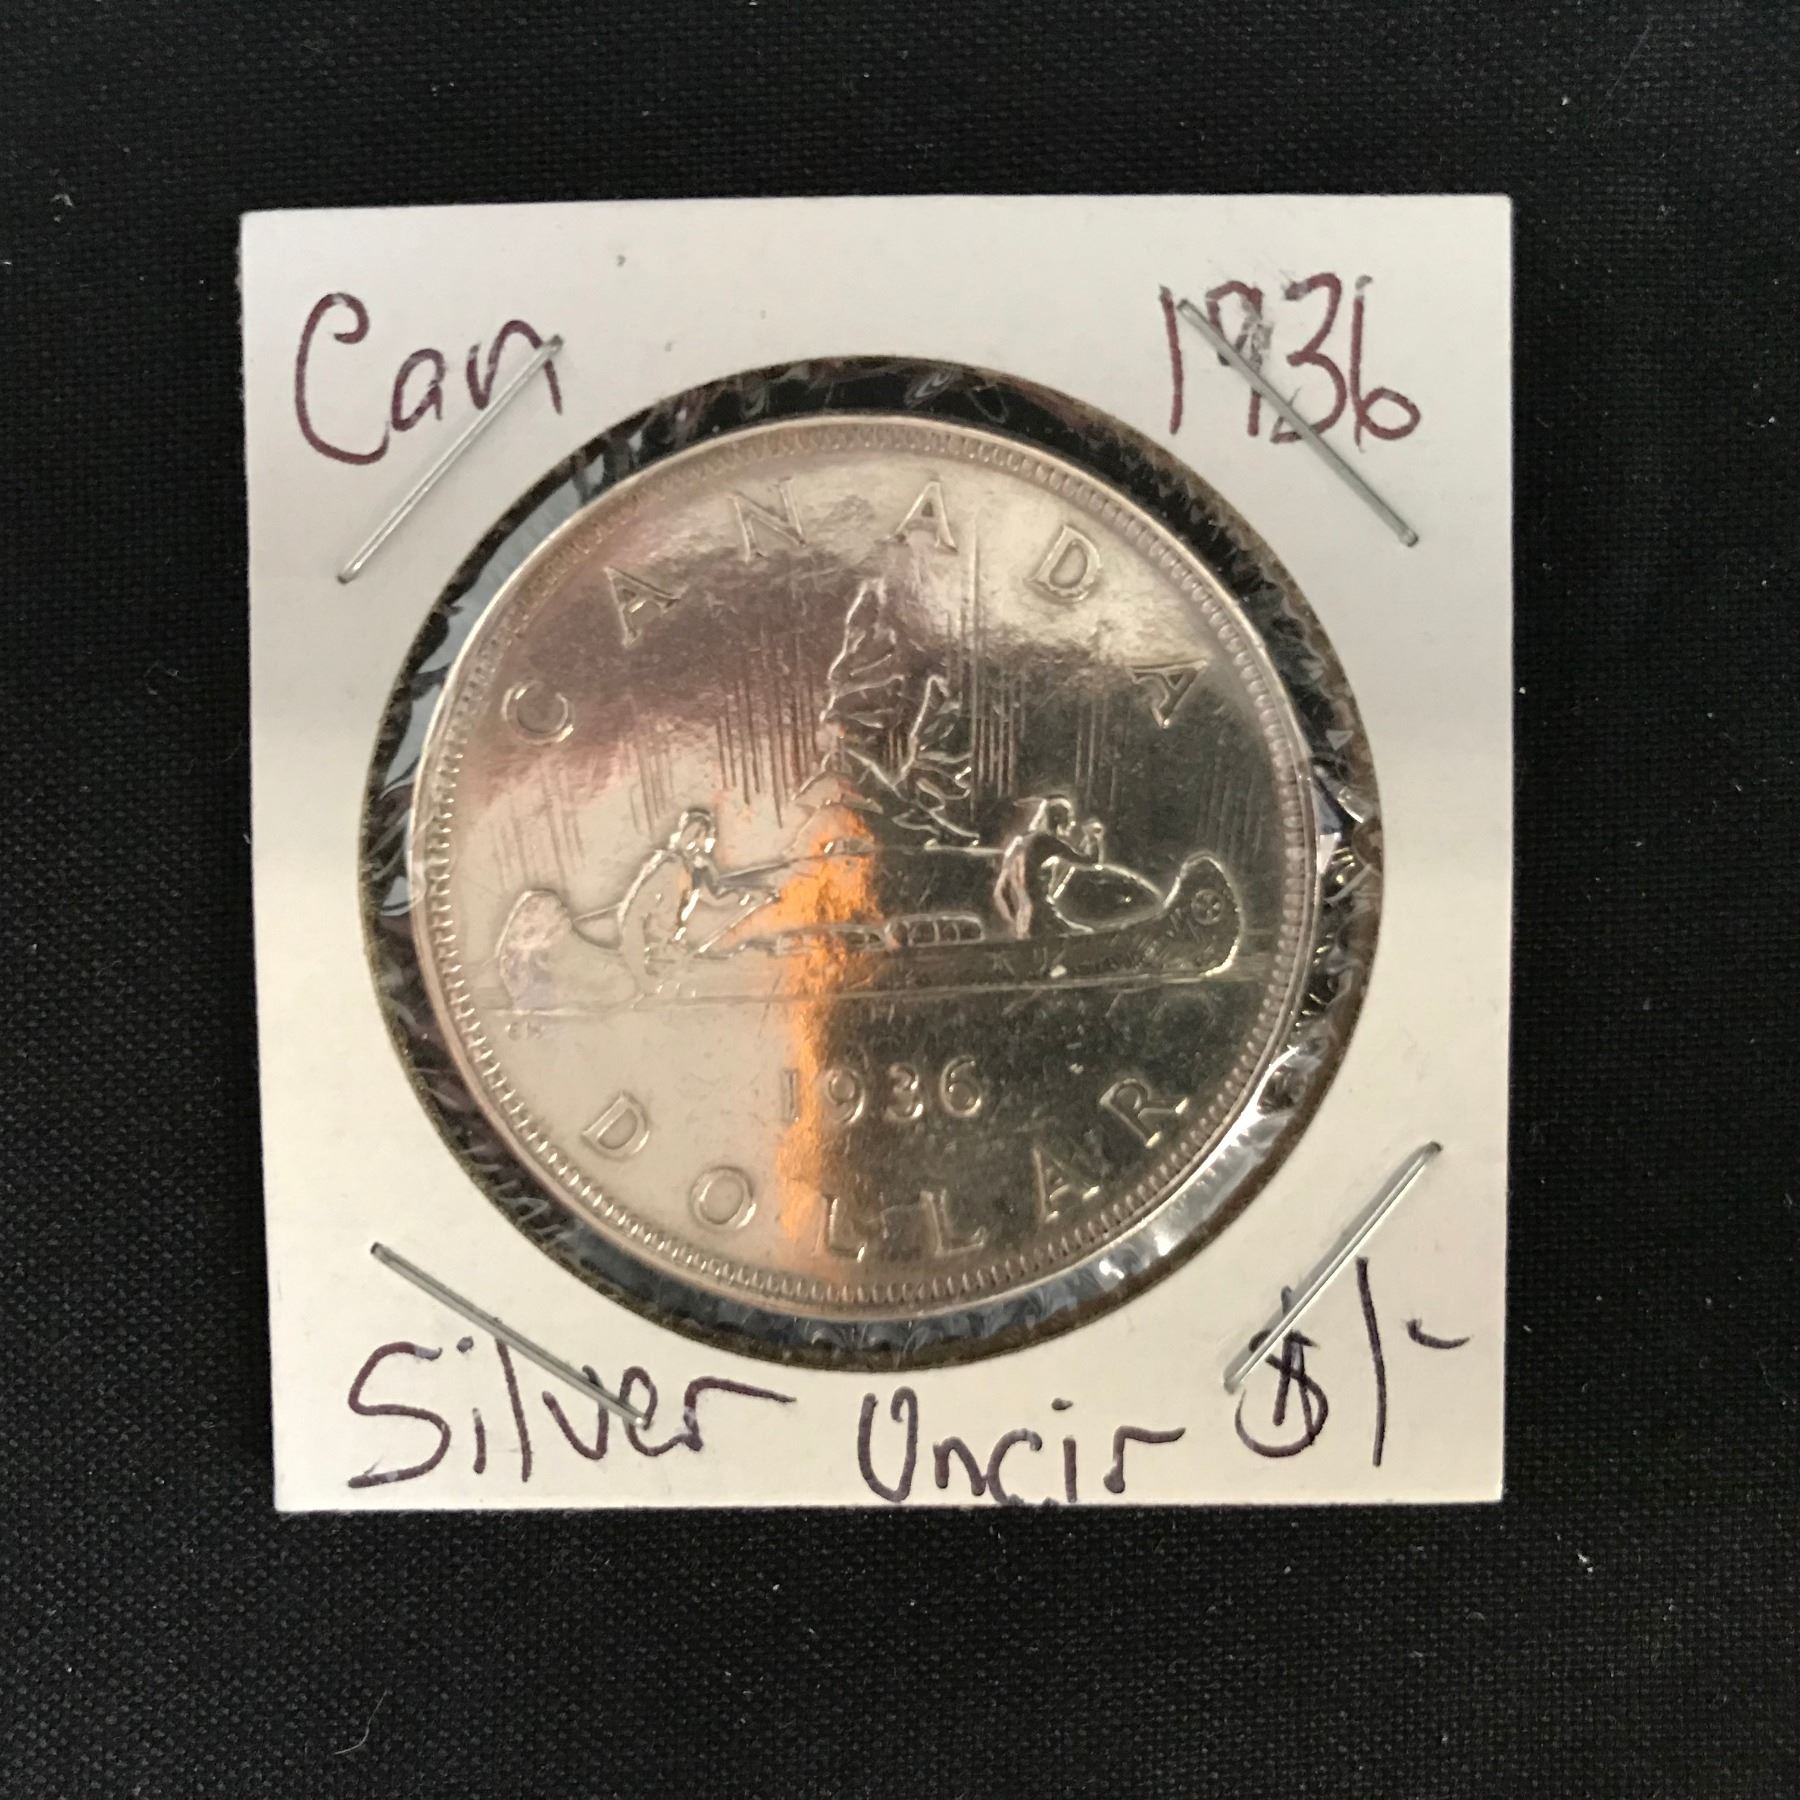 Can 1936
CANADA
1936
DOLLAR
Silver Uncir $1-